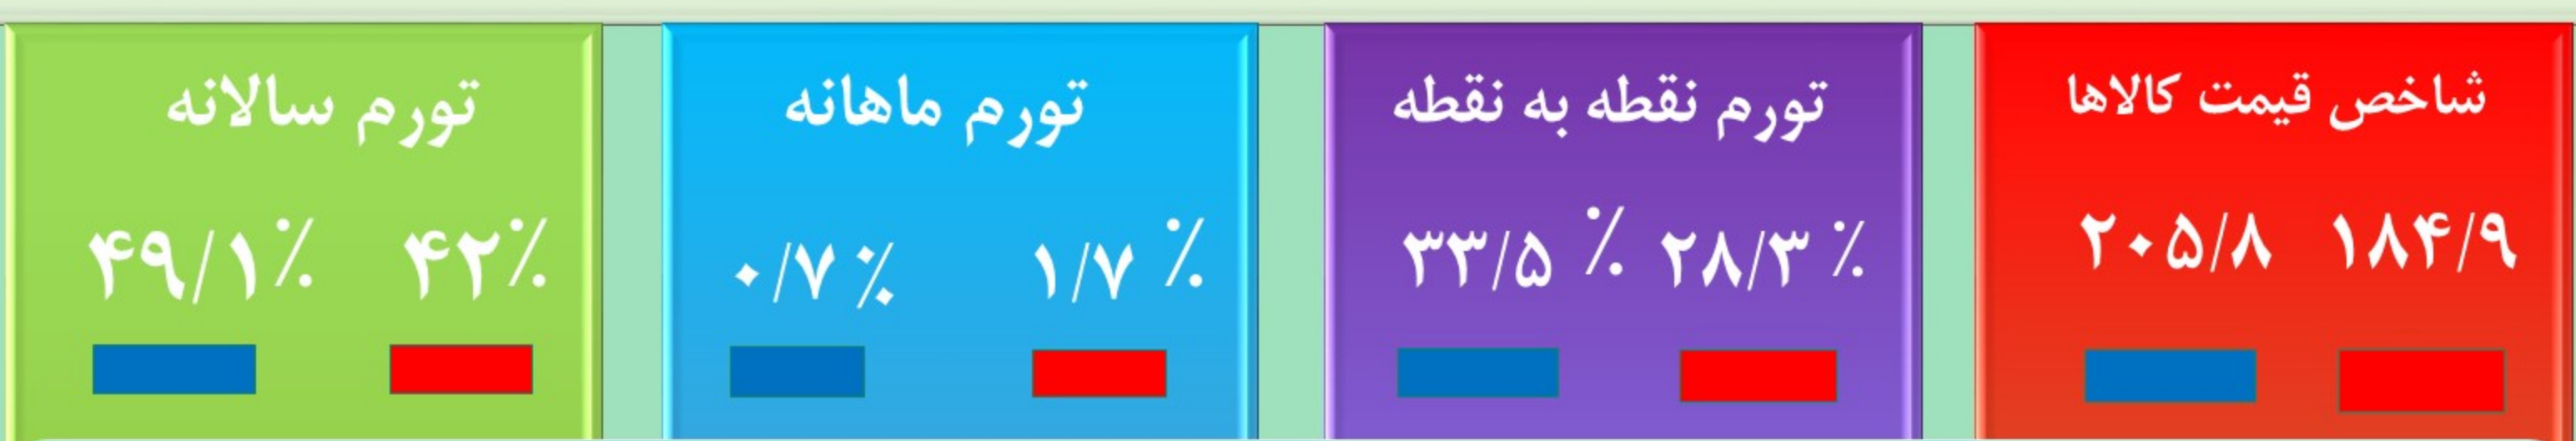 شاخص قیمت کالاها
۱۸۴/۹ ۲۰۵/۸
تورم نقطه به نقطه
۲۸/۳ ٪ ۳۳/۵ ٪
تورم ماهانه
۱/۷ ٪ ۰/۷ ٪
تورم سالانه
۴۲٪ ۴۹/۱٪